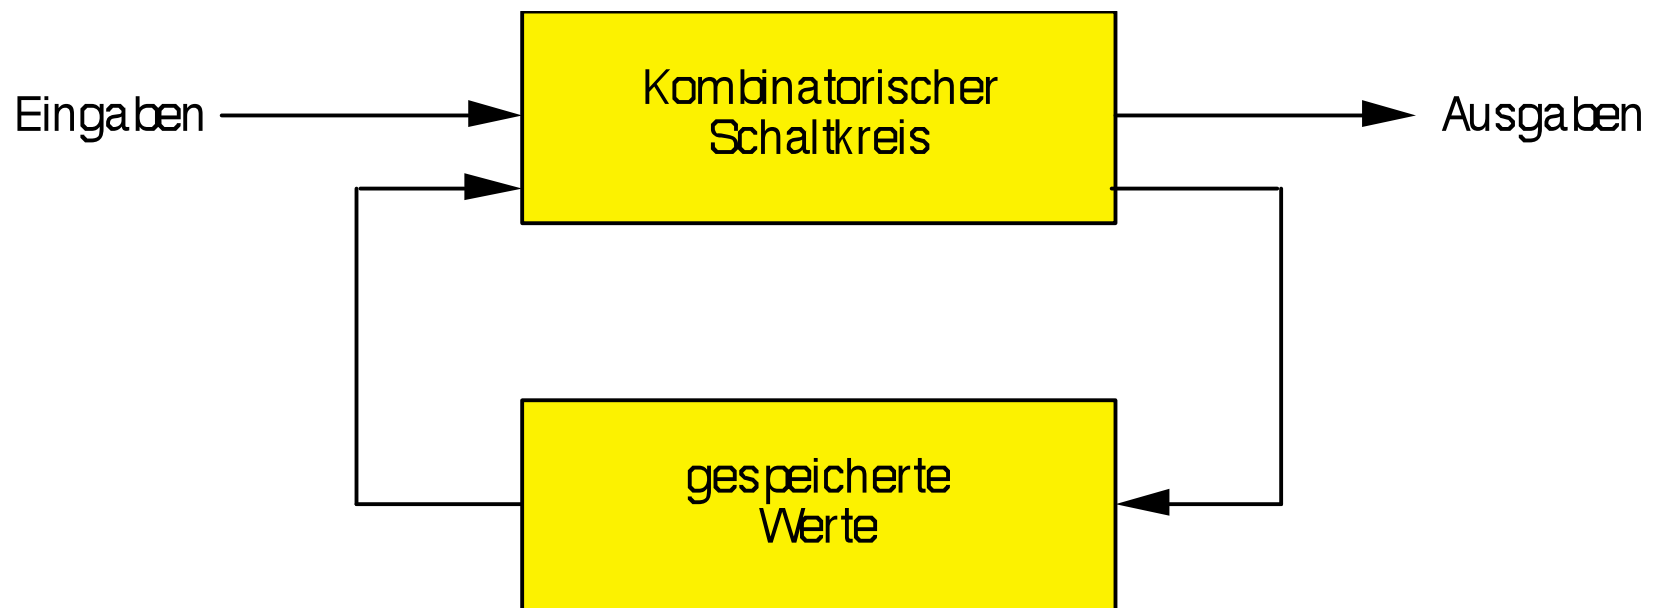 Eingaben
Kombinatorischer
Schaltkreis
Ausgaben
gespeicherte
Werte